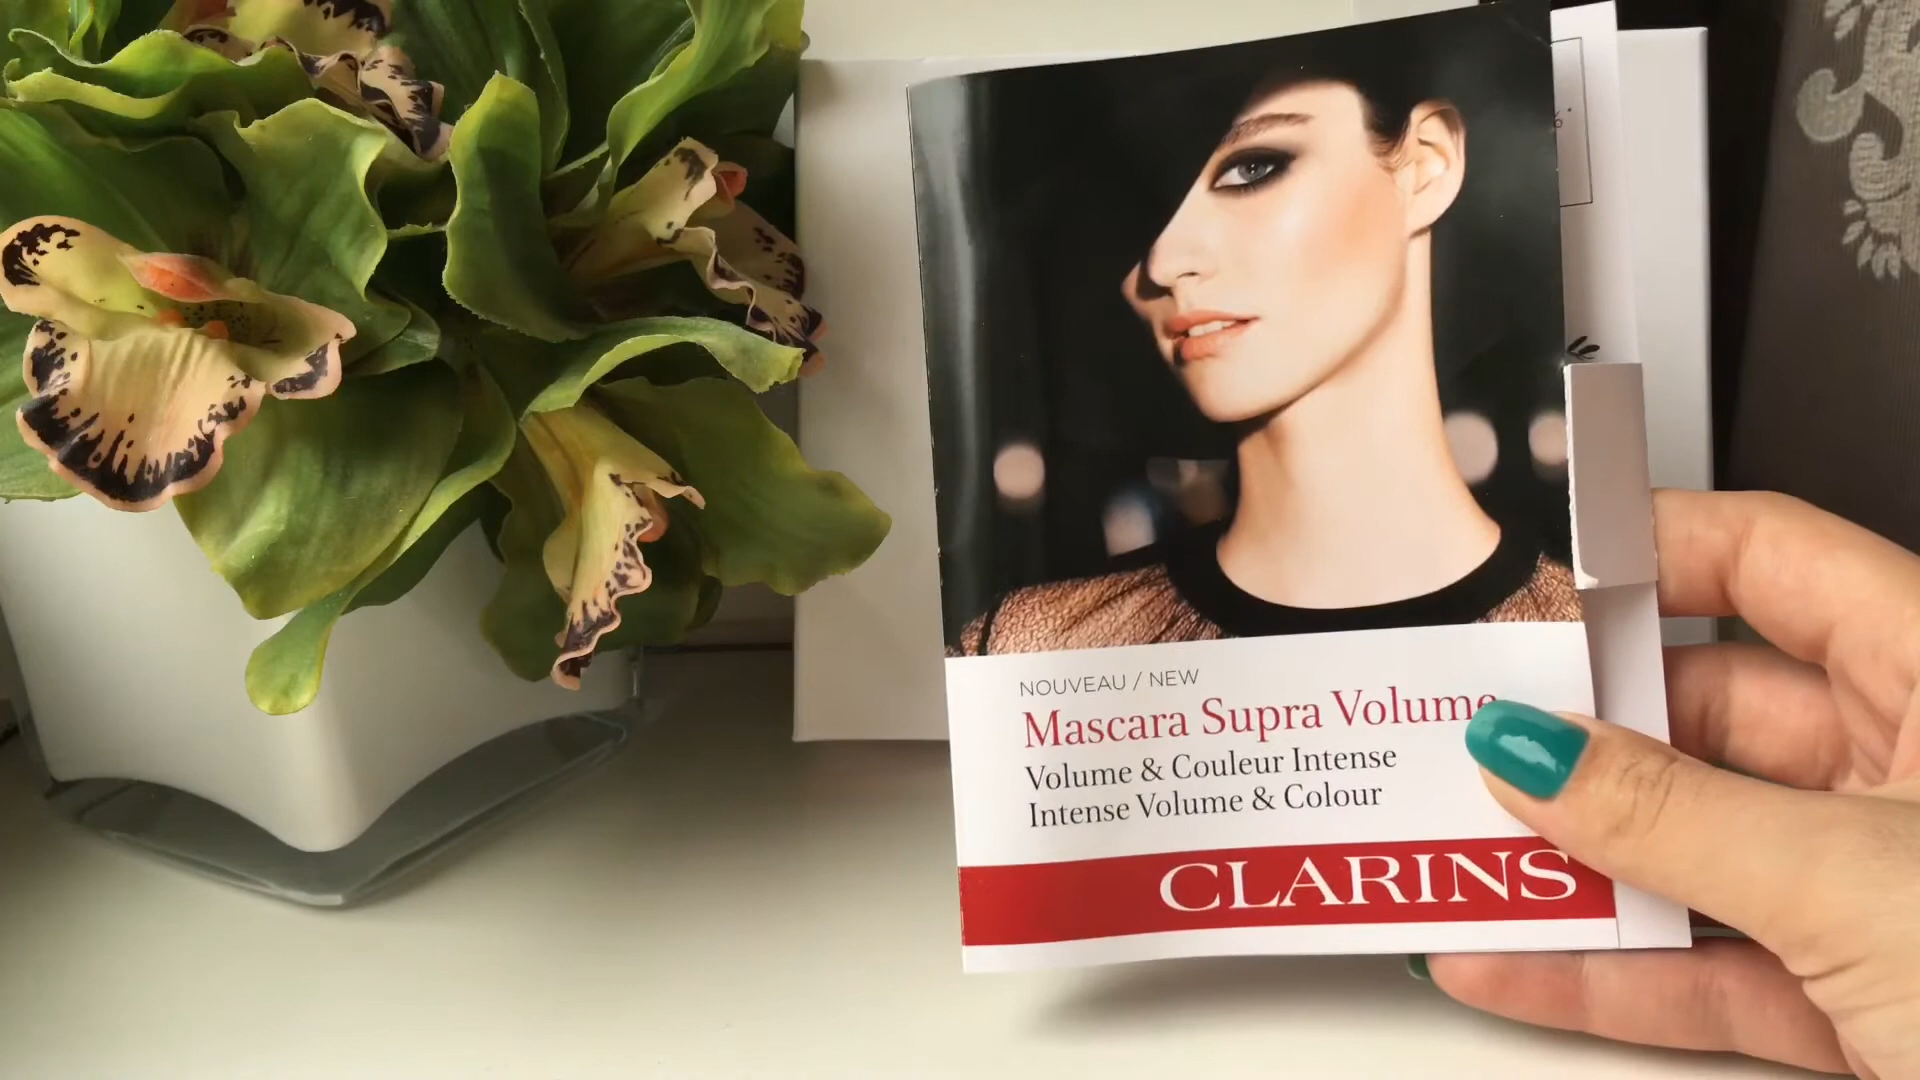 NOUVEAU / NEW
Mascara Supra Volume
Volume & Couleur Intense
Intense Volume & Colour
CLARINS